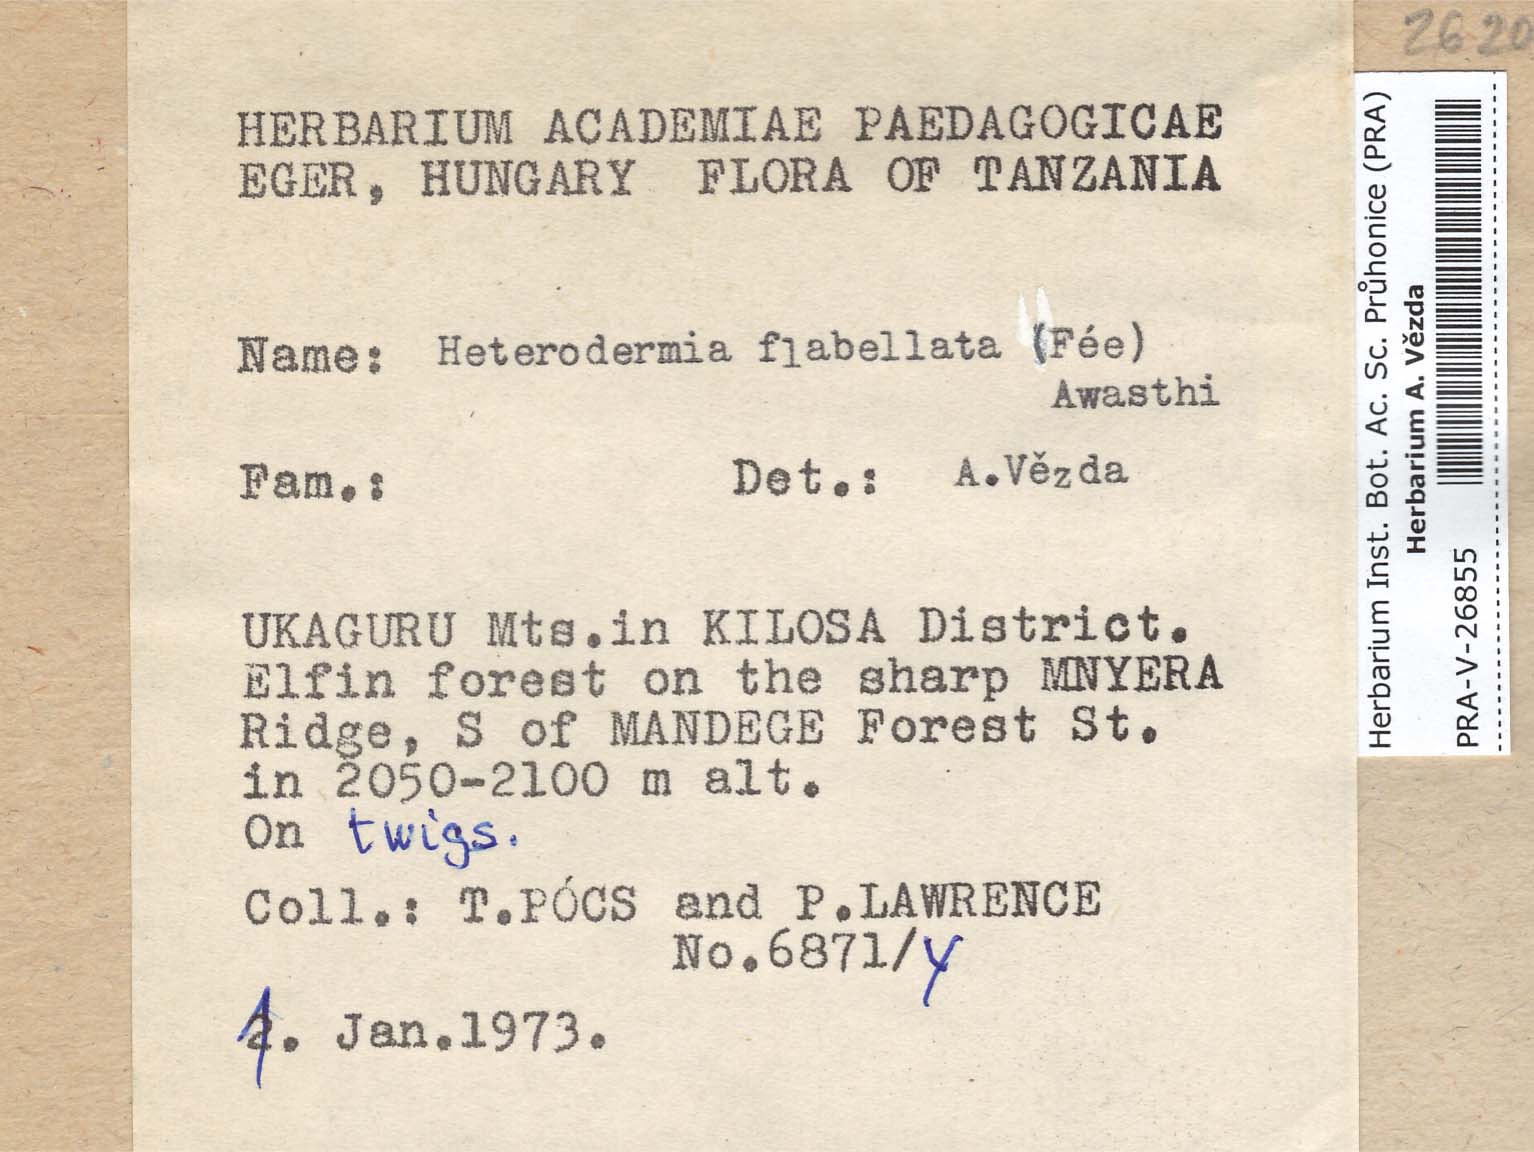 2620
HERBARIUM ACADEMIAE PAEDAGOGICAE
EGER, HUNGARY FLORA OF TANZANIA
Name: Heterodermia flabellata (Fée)
Awasthi
Fam.: Det.: A.Vězda
UKAGURU Mts.in KILOSA District.
Elfin forest on the sharp MNYERA
Ridge, S of MANDEGE Forest St.
in 2050-2100 m alt.
On twigs.
Coll.: T.PÓCS and P.LAWRENCE
No.6871/y
1. Jan.1973.
Herbarium Inst. Bot. Ac. Sc. Průhonice (PRA)
Herbarium A. Vězda
PRA-V-26855